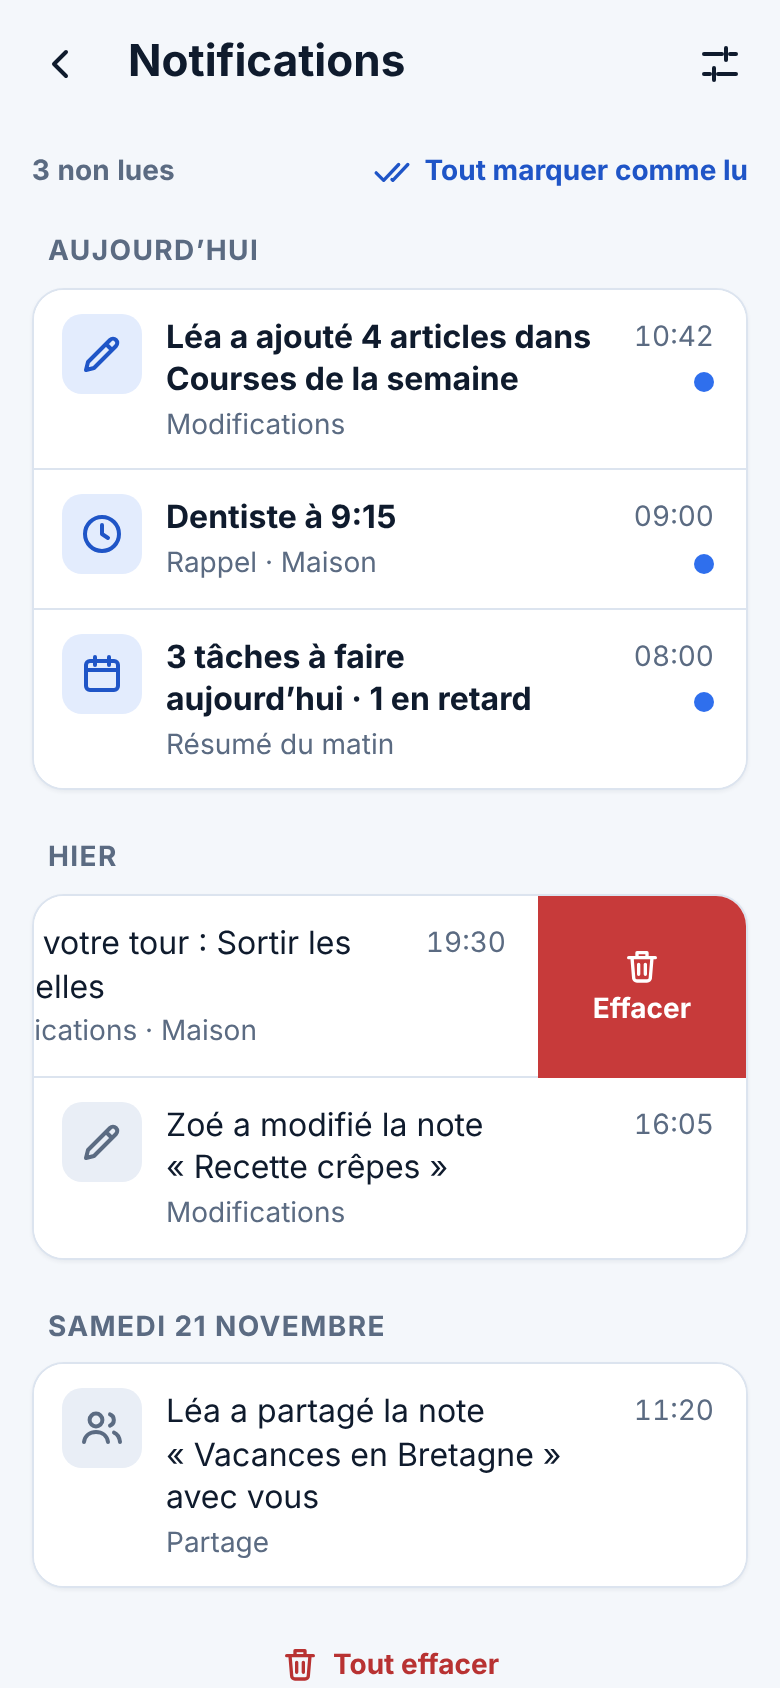 Notifications
3 non lues
Tout marquer comme lu
AUJOURD’HUI
Léa a ajouté 4 articles dans
10:42
Courses de la semaine
Modifications
Dentiste à 9:15
09:00
Rappel · Maison
3 tâches à faire
08:00
aujourd’hui · 1 en retard
Résumé du matin
HIER
votre tour : Sortir les
19:30
elles
ications · Maison
Effacer
Zoé a modifié la note
16:05
« Recette crêpes »
Modifications
SAMEDI 21 NOVEMBRE
Léa a partagé la note
11:20
« Vacances en Bretagne »
avec vous
Partage
Tout effacer